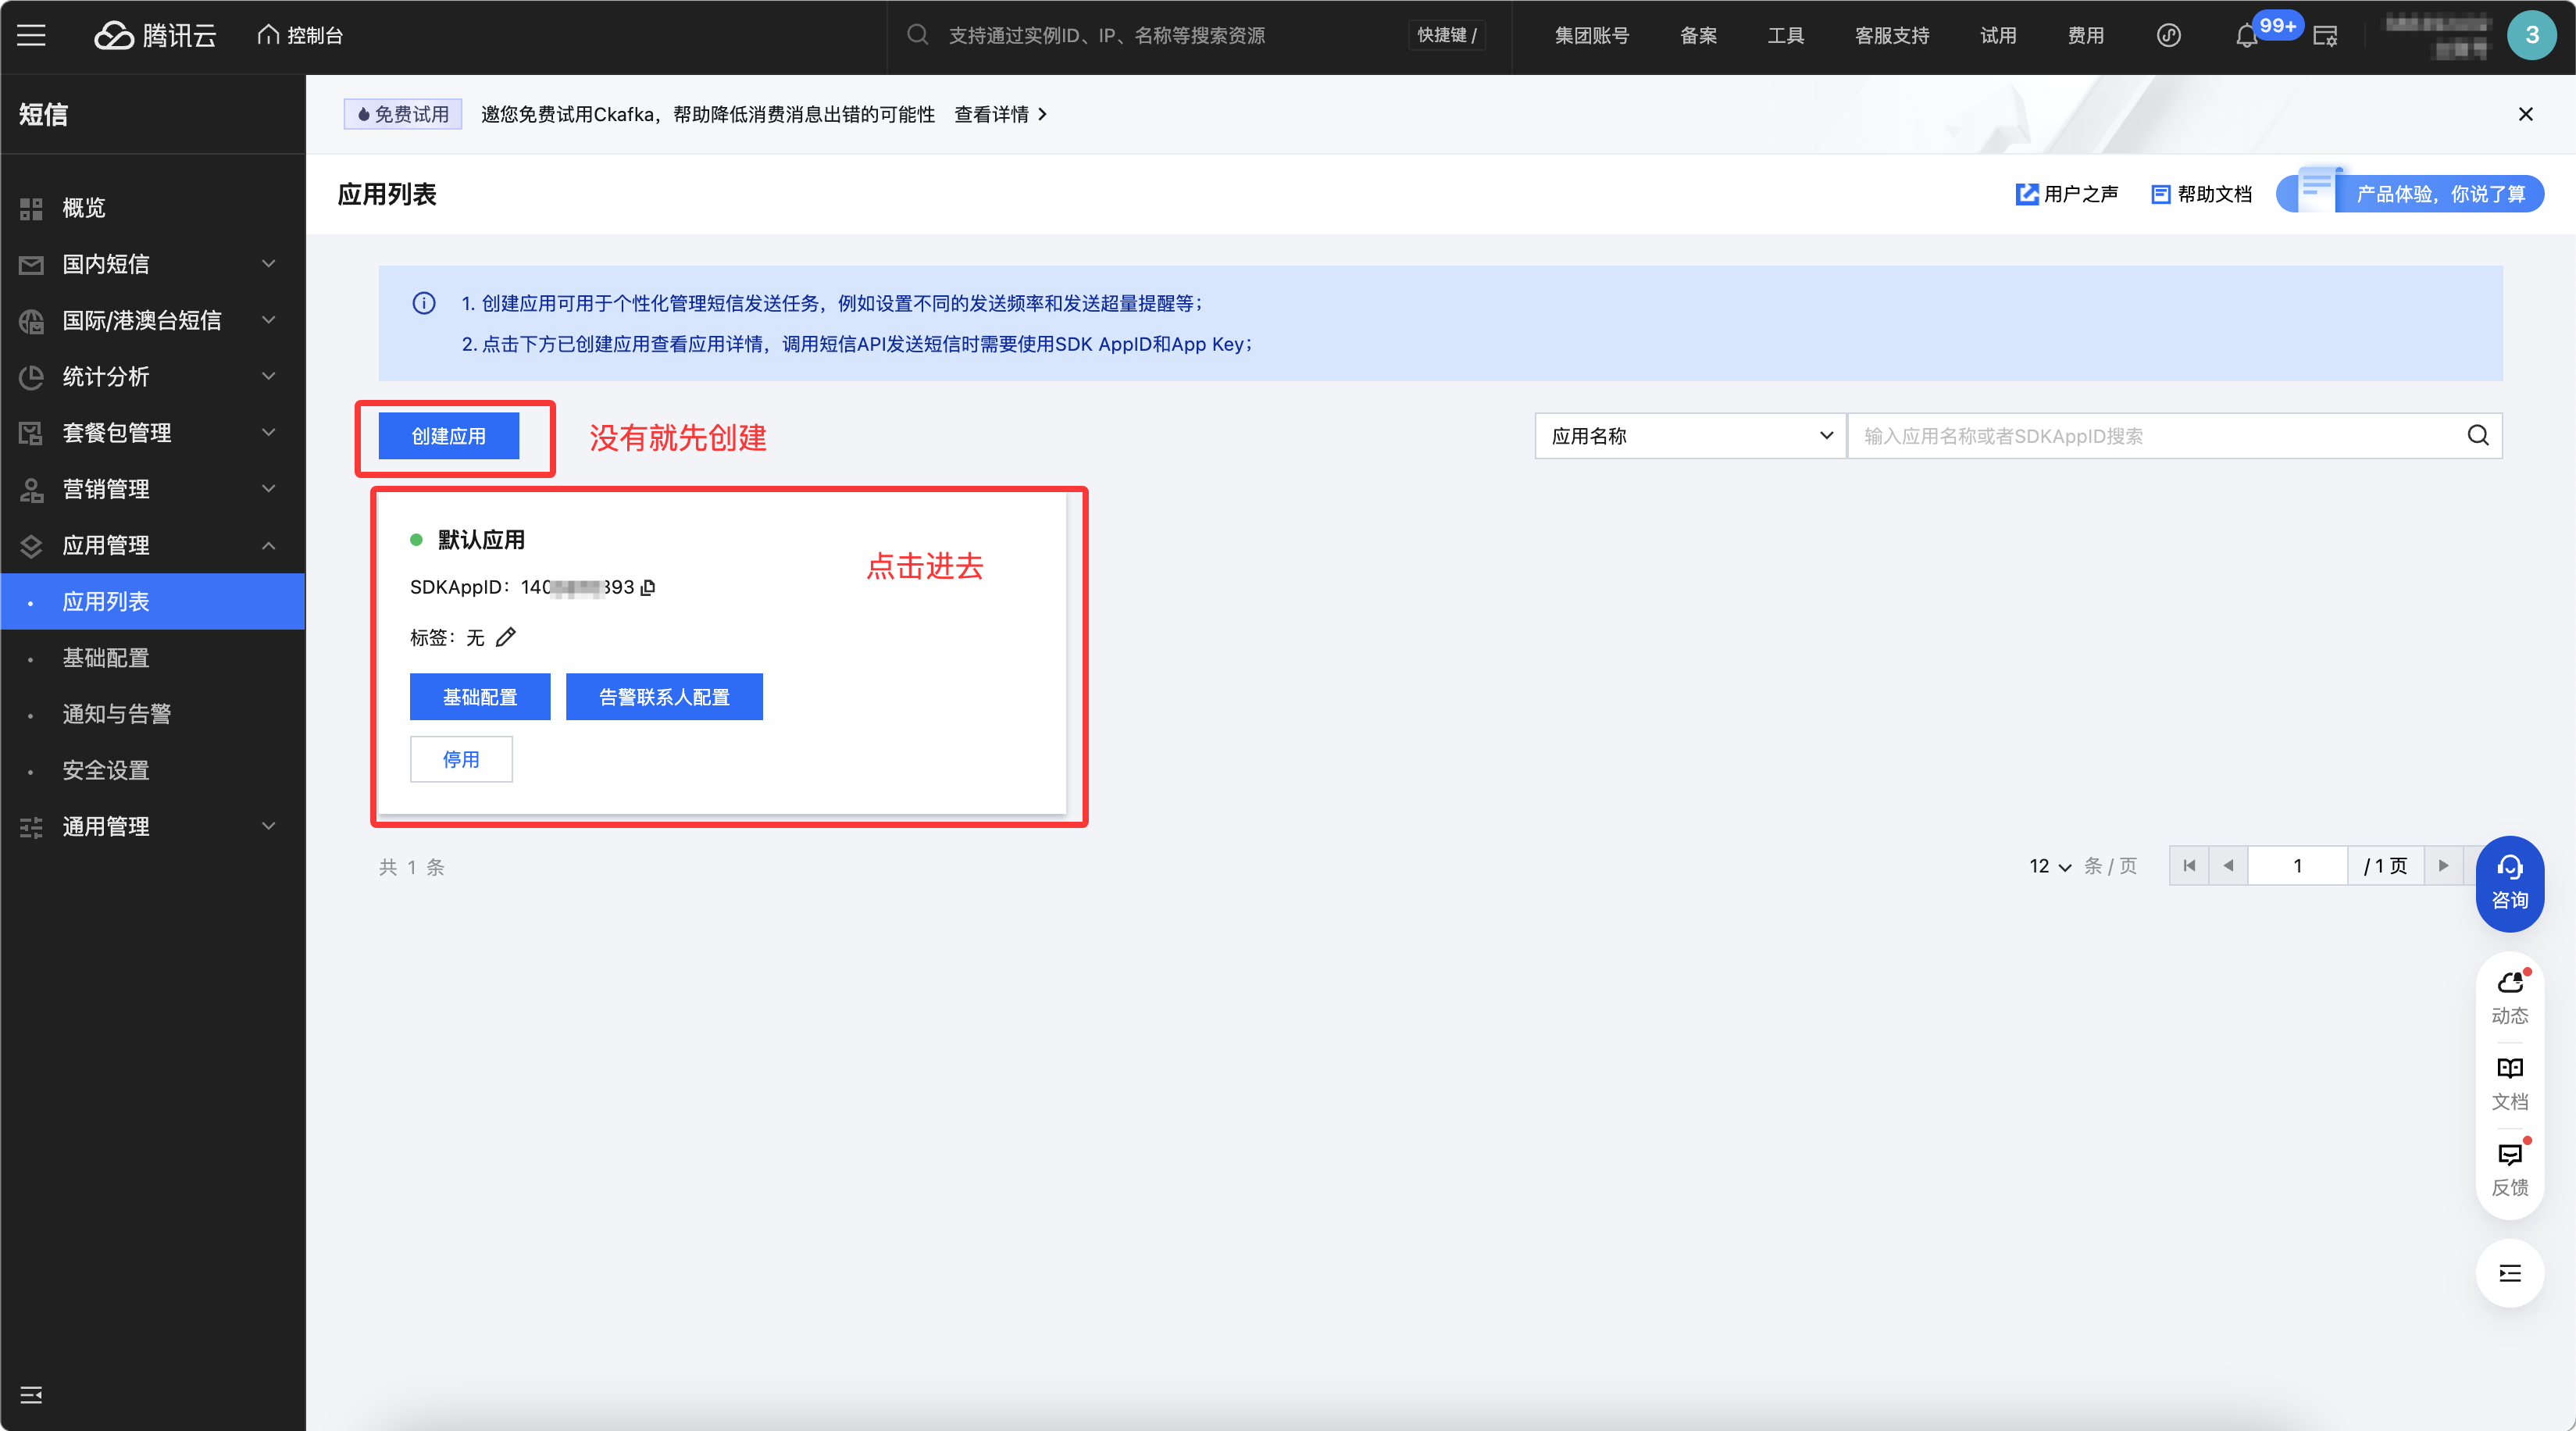 腾讯云
控制台
支持通过实例ID、IP、名称等搜索资源
快捷键 /
集团账号
备案
工具
客服支持
试用
费用
99+
3
短信
概览
国内短信
国际/港澳台短信
统计分析
套餐包管理
营销管理
应用管理
应用列表
基础配置
通知与告警
安全设置
通用管理
免费试用
邀您免费试用Ckafka，帮助降低消费消息出错的可能性 查看详情
应用列表
用户之声
帮助文档
产品体验，你说了算
1. 创建应用可用于个性化管理短信发送任务，例如设置不同的发送频率和发送超量提醒等；
2. 点击下方已创建应用查看应用详情，调用短信API发送短信时需要使用SDK AppID和App Key；
创建应用
没有就先创建
应用名称
输入应用名称或者SDKAppID搜索
默认应用
点击进去
SDKAppID：140 893
标签：无
基础配置
告警联系人配置
停用
共 1 条
12 条 / 页
1
/ 1 页
咨询
动态
文档
反馈